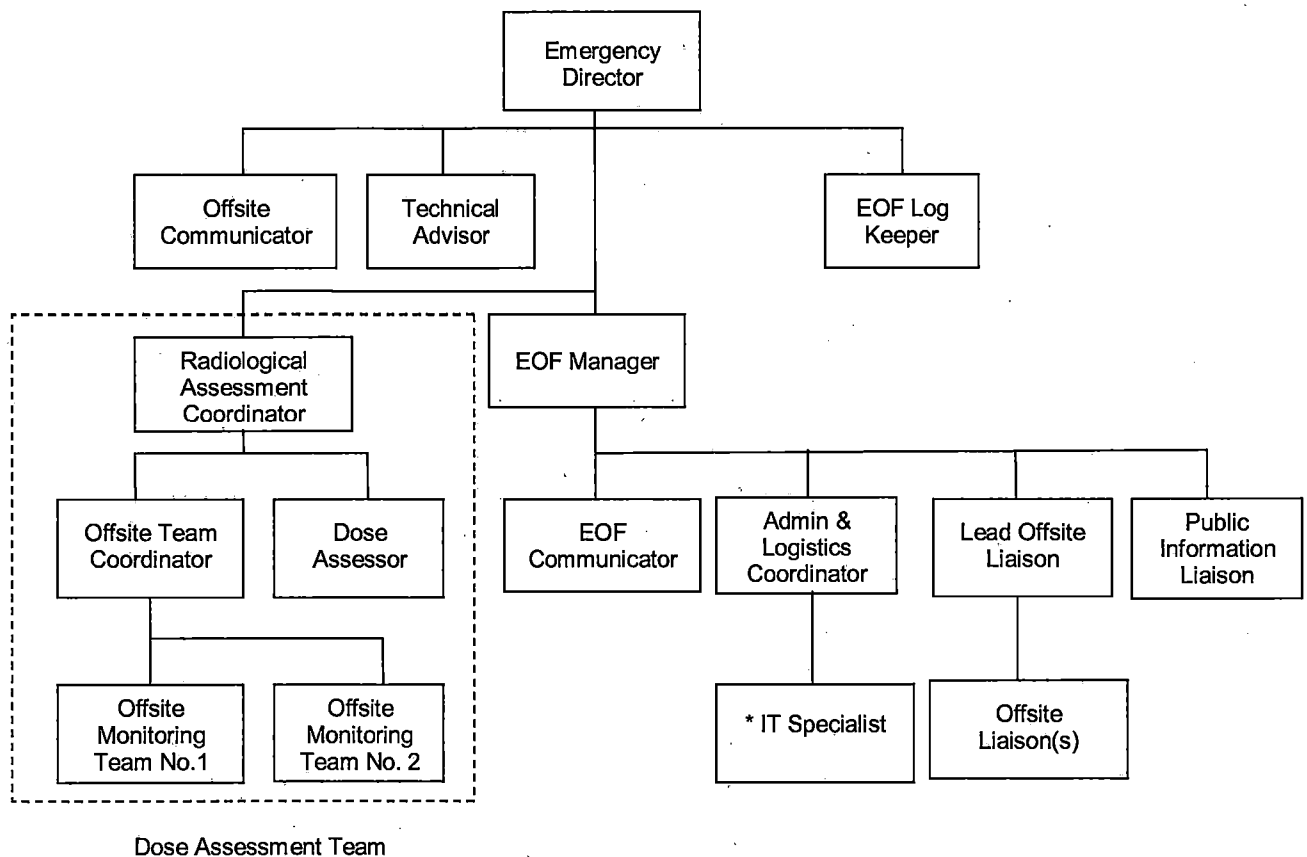 Emergency
Director
Offsite
Communicator
Technical
Advisor
EOF Log
Keeper
Radiological
Assessment
Coordinator
EOF Manager
Offsite Team
Coordinator
Dose
Assessor
EOF
Communicator
Admin &
Logistics
Coordinator
Lead Offsite
Liaison
Public
Information
Liaison
Offsite
Monitoring
Team No.1
Offsite
Monitoring
Team No. 2
* IT Specialist
Offsite
Liaison(s)
Dose Assessment Team